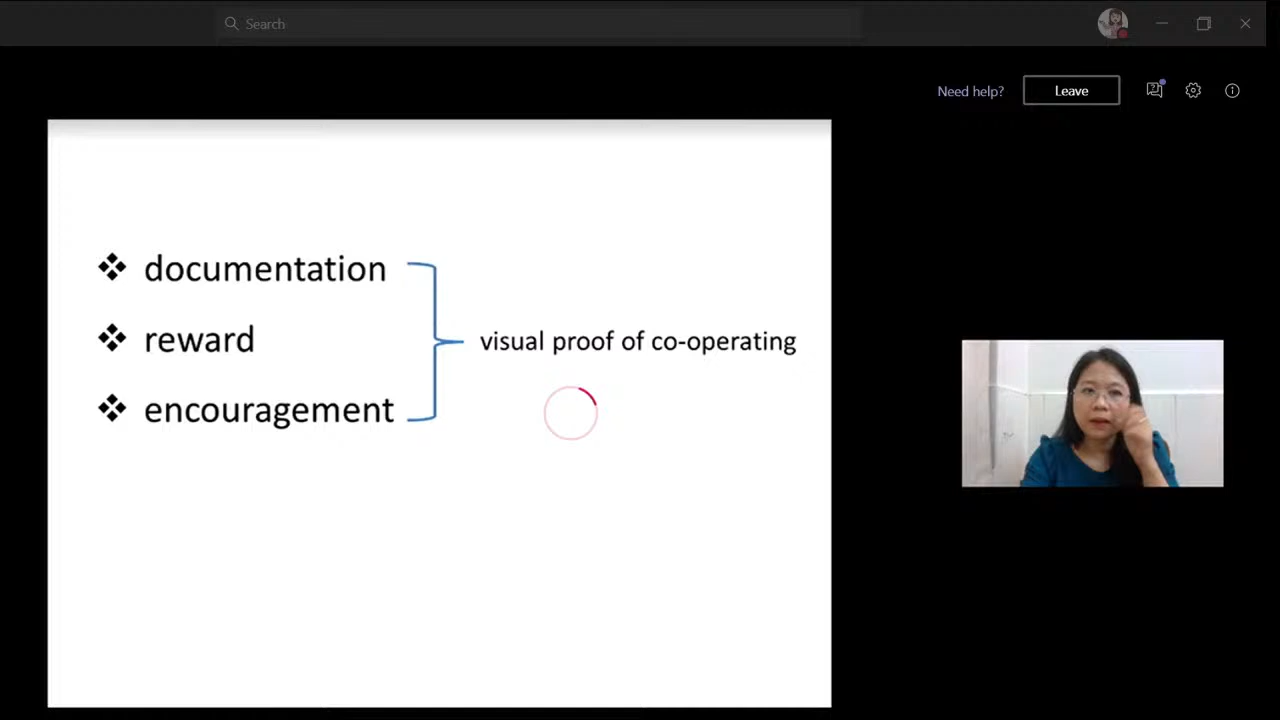 Search
Need help?
Leave
documentation
reward
encouragement
visual proof of co-operating